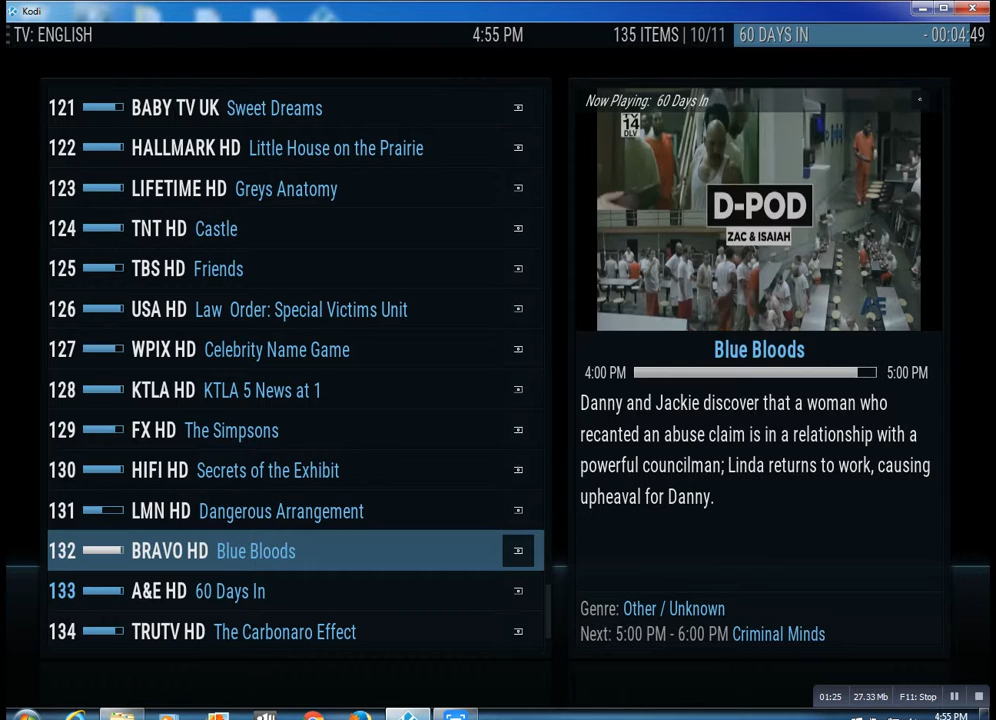 Kodi
TV: ENGLISH 4:55 PM 135 ITEMS | 10/11 60 DAYS IN - 00:04:49
121 BABY TV UK Sweet Dreams
122 HALLMARK HD Little House on the Prairie
123 LIFETIME HD Greys Anatomy
124 TNT HD Castle
125 TBS HD Friends
126 USA HD Law Order: Special Victims Unit
127 WPIX HD Celebrity Name Game
128 KTLA HD KTLA 5 News at 1
129 FX HD The Simpsons
130 HIFI HD Secrets of the Exhibit
131 LMN HD Dangerous Arrangement
132 BRAVO HD Blue Bloods
133 A&E HD 60 Days In
134 TRUTV HD The Carbonaro Effect
Now Playing: 60 Days In
TV
14
DLV
D-POD
ZAC & ISAIAH
A&E
Blue Bloods
4:00 PM 5:00 PM
Danny and Jackie discover that a woman who
recanted an abuse claim is in a relationship with a
powerful councilman; Linda returns to work, causing
upheaval for Danny.
Genre: Other / Unknown
Next: 5:00 PM - 6:00 PM Criminal Minds
01:25 27.33 Mb F11: Stop
4:55 PM